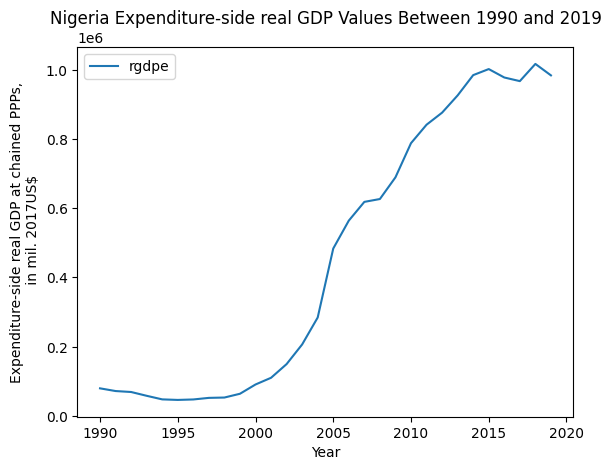 Nigeria Expenditure-side real GDP Values Between 1990 and 2019
1e6
rgdpe
1.0
0.8
0.6
0.4
0.2
0.0
Expenditure-side real GDP at chained PPPs,
in mil. 2017US$
1990
1995
2000
2005
2010
2015
2020
Year